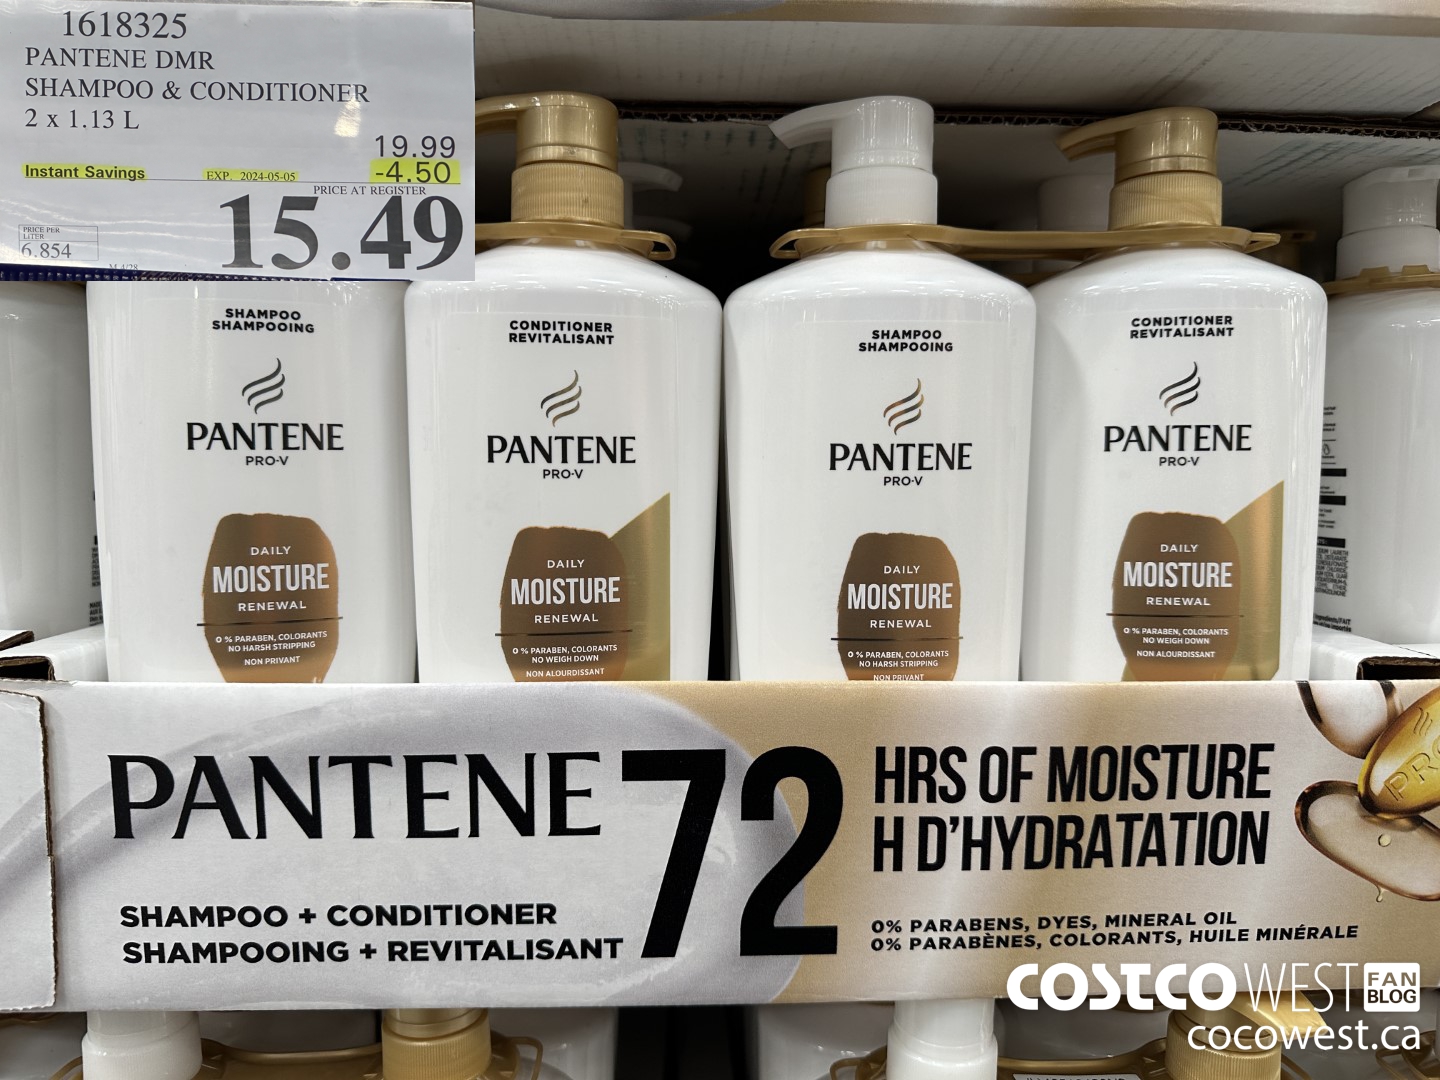 1618325
PANTENE DMR
SHAMPOO & CONDITIONER
2 x 1.13 L
19.99
Instant Savings EXP. 2024-05-05 -4.50
PRICE AT REGISTER
15.49
PRICE PER
LITER
6.854
SHAMPOO
SHAMPOOING
PANTENE
PRO-V
DAILY
MOISTURE
RENEWAL
0 % PARABEN, COLORANTS
NO HARSH STRIPPING
NON PRIVANT
CONDITIONER
REVITALISANT
PANTENE
PRO-V
DAILY
MOISTURE
RENEWAL
0 % PARABEN, COLORANTS
NO WEIGH DOWN
NON ALOURDISSANT
SHAMPOO
SHAMPOOING
PANTENE
PRO-V
DAILY
MOISTURE
RENEWAL
0 % PARABEN, COLORANTS
NO HARSH STRIPPING
NON PRIVANT
CONDITIONER
REVITALISANT
PANTENE
PRO-V
DAILY
MOISTURE
RENEWAL
0 % PARABEN, COLORANTS
NO WEIGH DOWN
NON ALOURDISSANT
PANTENE
SHAMPOO + CONDITIONER
SHAMPOOING + REVITALISANT
72
HRS OF MOISTURE
H D'HYDRATATION
0% PARABENS, DYES, MINERAL OIL
0% PARABÈNES, COLORANTS, HUILE MINÉRALE
COSTCO WEST FAN BLOG
cocowest.ca